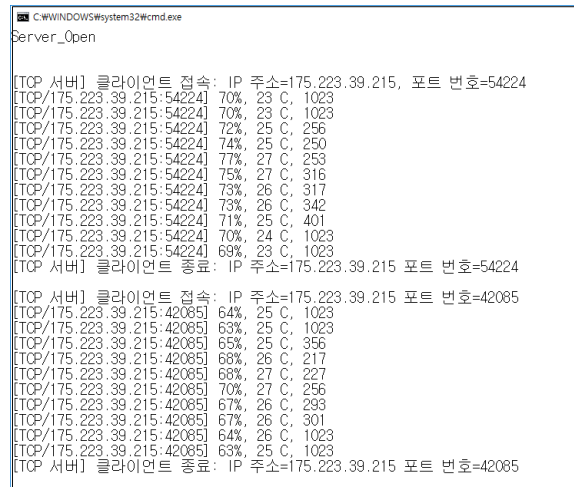 C:₩WINDOWS₩system32₩cmd.exe
Server_Open
[TCP 서버] 클라이언트 접속: IP 주소=175.223.39.215, 포트 번호=54224
[TCP/175.223.39.215:54224] 70%, 23 C, 1023
[TCP/175.223.39.215:54224] 70%, 23 C, 1023
[TCP/175.223.39.215:54224] 72%, 25 C, 256
[TCP/175.223.39.215:54224] 74%, 25 C, 250
[TCP/175.223.39.215:54224] 77%, 27 C, 253
[TCP/175.223.39.215:54224] 75%, 27 C, 316
[TCP/175.223.39.215:54224] 73%, 26 C, 317
[TCP/175.223.39.215:54224] 73%, 26 C, 342
[TCP/175.223.39.215:54224] 71%, 25 C, 401
[TCP/175.223.39.215:54224] 70%, 24 C, 1023
[TCP/175.223.39.215:54224] 69%, 23 C, 1023
[TCP 서버] 클라이언트 종료: IP 주소=175.223.39.215 포트 번호=54224
[TCP 서버] 클라이언트 접속: IP 주소=175.223.39.215 포트 번호=42085
[TCP/175.223.39.215:42085] 64%, 25 C, 1023
[TCP/175.223.39.215:42085] 63%, 25 C, 1023
[TCP/175.223.39.215:42085] 65%, 25 C, 356
[TCP/175.223.39.215:42085] 68%, 26 C, 217
[TCP/175.223.39.215:42085] 68%, 27 C, 227
[TCP/175.223.39.215:42085] 70%, 27 C, 256
[TCP/175.223.39.215:42085] 67%, 26 C, 293
[TCP/175.223.39.215:42085] 67%, 26 C, 301
[TCP/175.223.39.215:42085] 64%, 26 C, 1023
[TCP/175.223.39.215:42085] 63%, 25 C, 1023
[TCP 서버] 클라이언트 종료: IP 주소=175.223.39.215 포트 번호=42085